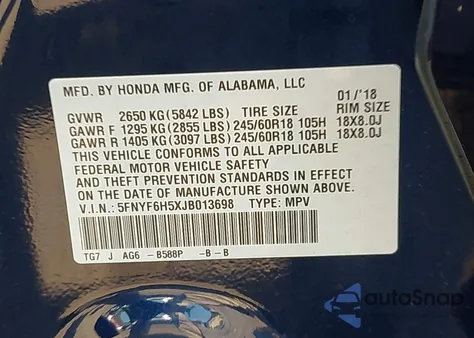 MFD. BY HONDA MFG. OF ALABAMA, LLC 01/'18
GVWR 2650 KG (5842 LBS) TIRE SIZE RIM SIZE
GAWR F 1295 KG (2855 LBS) 245/60R18 105H 18X8.0J
GAWR R 1405 KG (3097 LBS) 245/60R18 105H 18X8.0J
THIS VEHICLE CONFORMS TO ALL APPLICABLE
FEDERAL MOTOR VEHICLE SAFETY
AND THEFT PREVENTION STANDARDS IN EFFECT
ON THE DATE OF MANUFACTURE SHOWN ABOVE.
V.I.N.: 5FNYF6H5XJB013698 TYPE: MPV
TG7 J AG6 -B588P -B-B
autoSnap